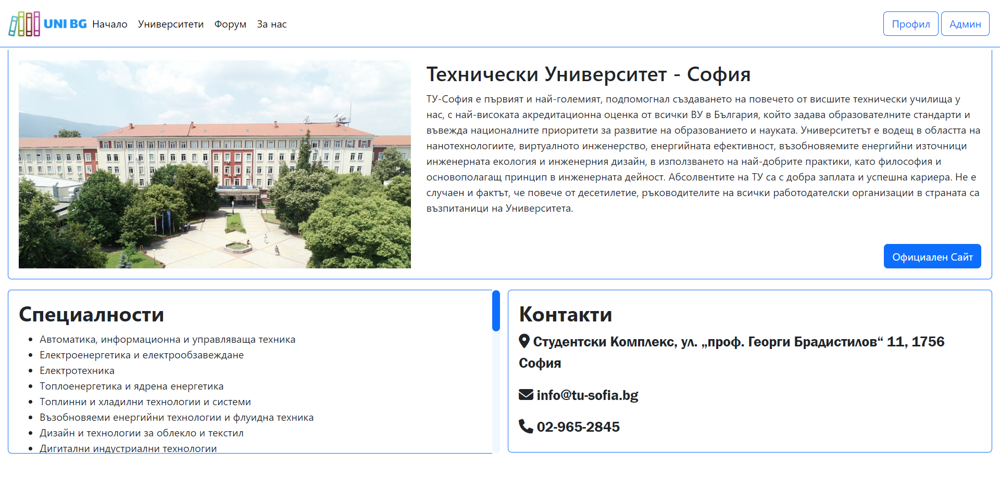 UNI BG Начало Университети Форум За нас Профил Админ
Технически Университет - София
ТУ-София е първият и най-големият, подпомогнал създаването на повечето от висшите технически училища у
нас, с най-високата акредитационна оценка от всички ВУ в България, който задава образователните стандарти и
въвежда националните приоритети за развитие на образованието и науката. Университетът е водещ в областта на
нанотехнологиите, виртуалното инженерство, енергийната ефективност, възобновяемите енергийни източници
инженерната екология и инженерния дизайн, в използването на най-добрите практики, като философия и
основополагащ принцип в инженерната дейност. Абсолвентите на ТУ са с добра заплата и успешна кариера. Не е
случаен и фактът, че повече от десетилетие, ръководителите на всички работодателски организации в страната са
възпитаници на Университета.
РЕКТОРАТ
Официален Сайт
Специалности
Автоматика, информационна и управляваща техника
Електроенергетика и електрообзавеждане
Електротехника
Топлоенергетика и ядрена енергетика
Топлинни и хладилни технологии и системи
Възобновяеми енергийни технологии и флуидна техника
Дизайн и технологии за облекло и текстил
Дигитални индустриални технологии
Контакти
Студентски Комплекс, ул. „проф. Георги Брадистилов“ 11, 1756
София
info@tu-sofia.bg
02-965-2845